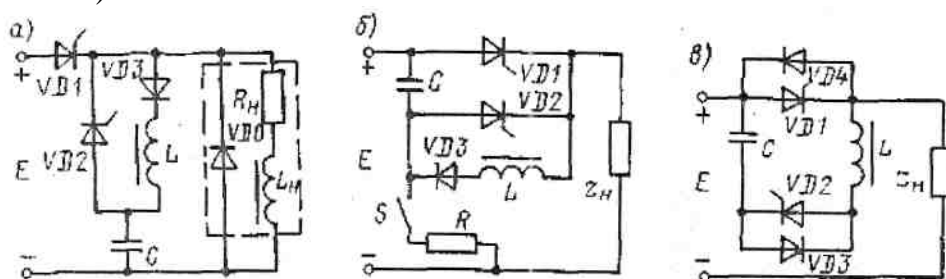 а)
+
VD1
VD3
VD2
L
E
C
−
VD0
Rн
Lн
б)
+
C
VD1
VD2
VD3
L
E
S
R
−
zн
в)
+
VD4
VD1
C
L
E
VD2
VD3
−
zн